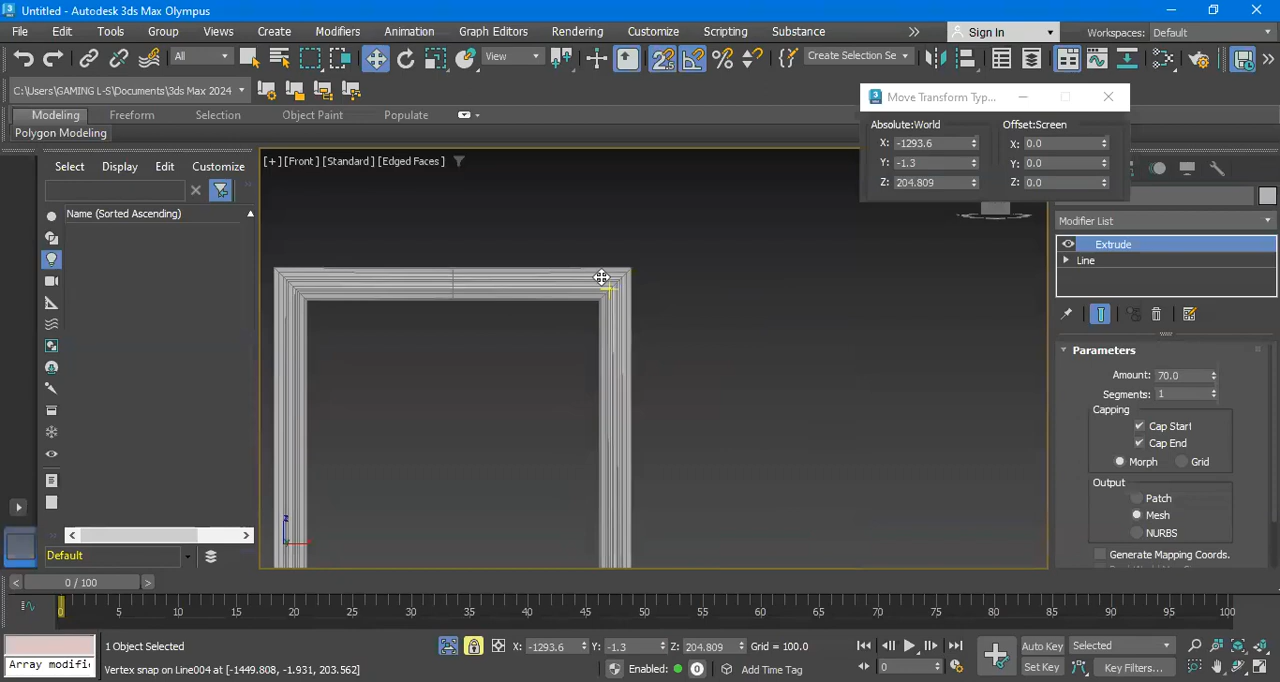 Untitled - Autodesk 3ds Max Olympus
File Edit Tools Group Views Create Modifiers Animation Graph Editors Rendering Customize Scripting Substance Sign In Workspaces: Default
All View Create Selection Se
C:\Users\GAMING L-S\Documents\3ds Max 2024
Move Transform Typ...
Modeling Freeform Selection Object Paint Populate
Polygon Modeling
Absolute:World Offset:Screen
X: -1293.6 X: 0.0
Y: -1.3 Y: 0.0
Z: 204.809 Z: 0.0
Select Display Edit Customize
[+] [Front] [Standard] [Edged Faces]
Name (Sorted Ascending)
Modifier List
Extrude
Line
Parameters
Amount: 70.0
Segments: 1
Capping
Cap Start
Cap End
Morph Grid
Output
Patch
Mesh
NURBS
Generate Mapping Coords.
Default
0 / 100
0 5 10 15 20 25 30 35 40 45 50 55 60 65 70 75 80 85 90 95 100
1 Object Selected X: -1293.6 Y: -1.3 Z: 204.809 Grid = 100.0 Auto Key Selected
Array modifi
Vertex snap on Line004 at [-1449.808, -1.931, 203.562] Enabled: Add Time Tag 0 Set Key Key Filters...